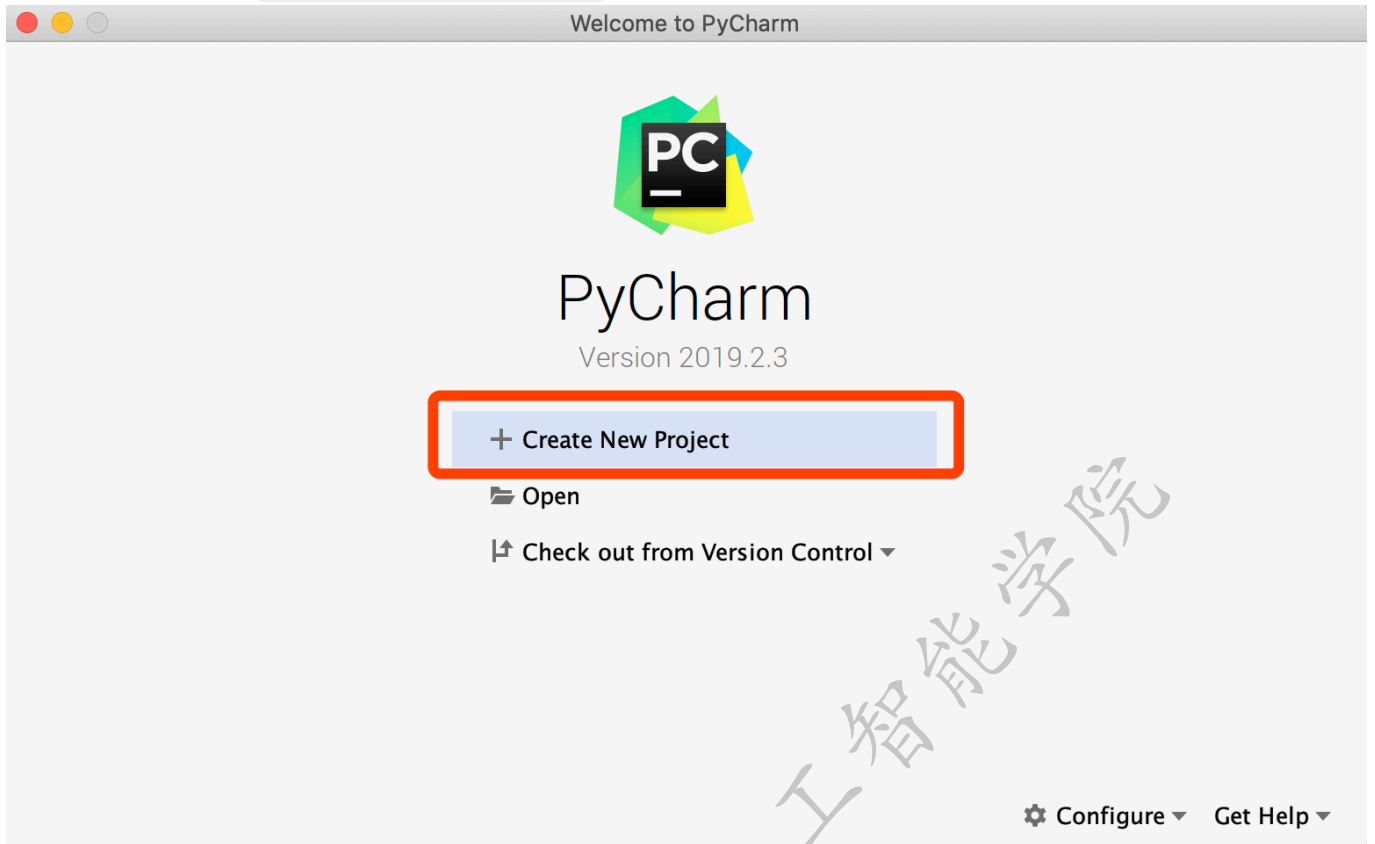 Welcome to PyCharm
PC
PyCharm
Version 2019.2.3
Create New Project
Open
Check out from Version Control
工智能学院
Configure
Get Help